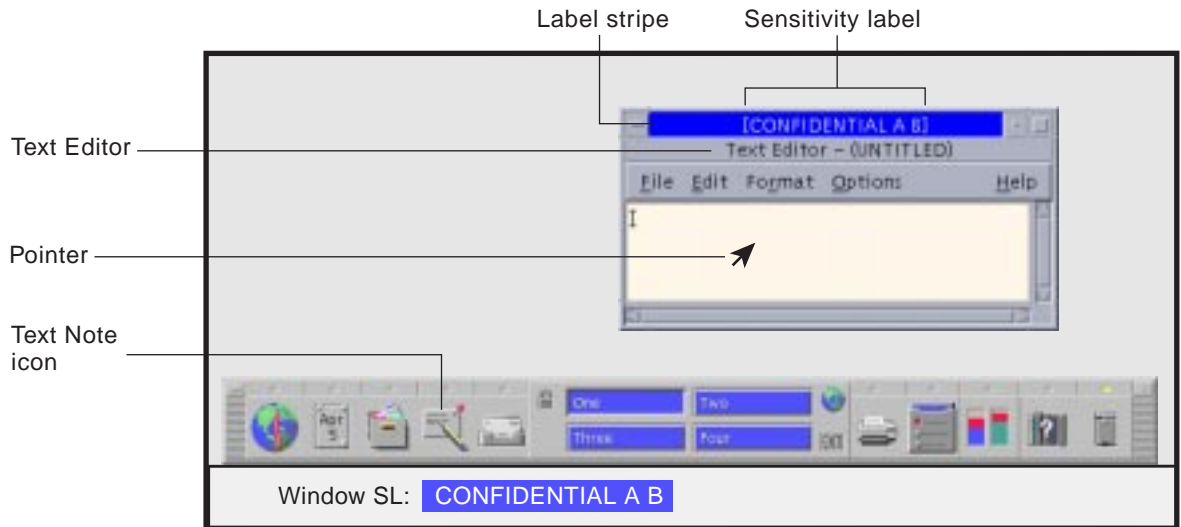 Label stripe Sensitivity label
[CONFIDENTIAL A B]
Text Editor
Text Editor – (UNTITLED)
File Edit Format Options Help
Pointer
Text Note
icon
Apr
5
One Two
Three Four
EXIT
Window SL: CONFIDENTIAL A B